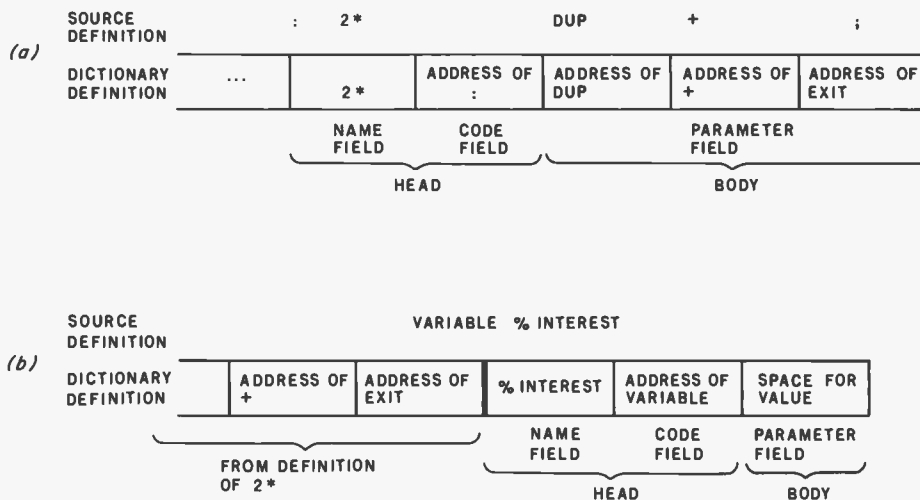 (a)
SOURCE DEFINITION : 2* DUP + ;
DICTIONARY DEFINITION ... 2* ADDRESS OF : ADDRESS OF DUP ADDRESS OF + ADDRESS OF EXIT
NAME FIELD CODE FIELD PARAMETER FIELD
HEAD BODY
(b)
SOURCE DEFINITION VARIABLE % INTEREST
DICTIONARY DEFINITION ADDRESS OF + ADDRESS OF EXIT % INTEREST ADDRESS OF VARIABLE SPACE FOR VALUE
NAME FIELD CODE FIELD PARAMETER FIELD
FROM DEFINITION OF 2*
HEAD BODY